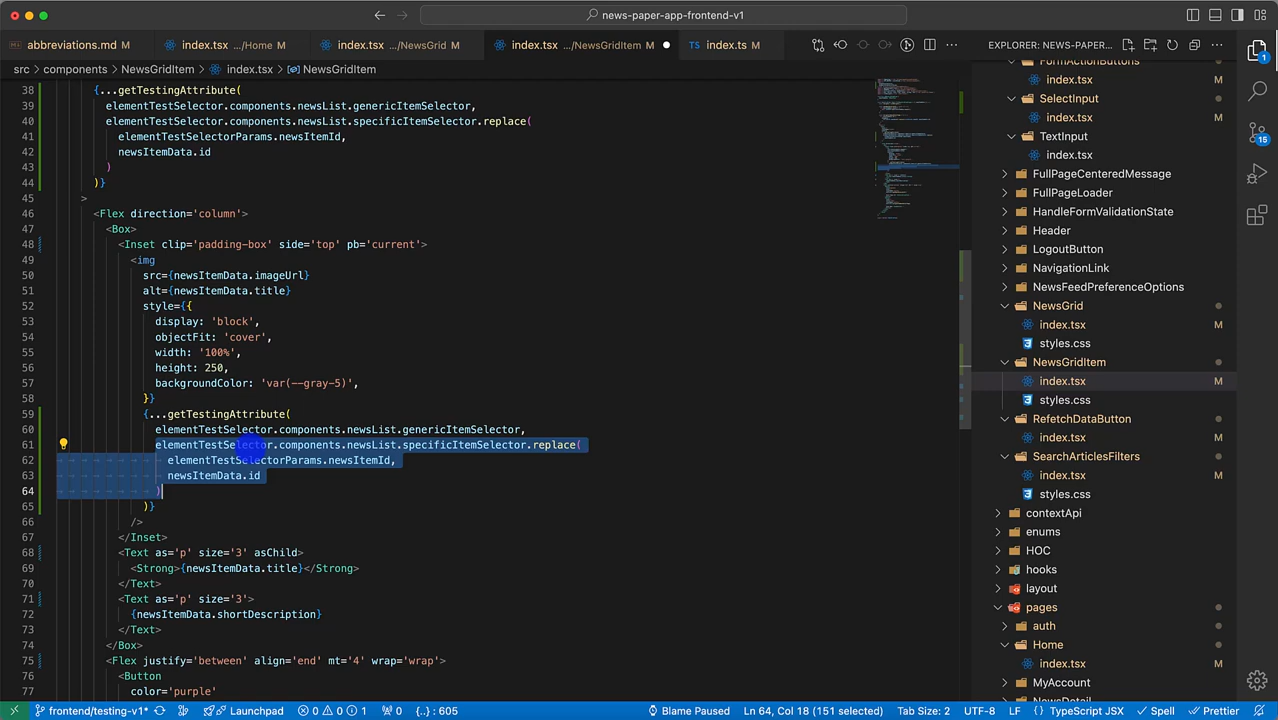 news-paper-app-frontend-v1
abbreviations.md M
index.tsx .../Home M
index.tsx .../NewsGrid M
index.tsx .../NewsGridItem M
TS index.ts M
EXPLORER: NEWS-PAPER...
src > components > NewsGridItem > index.tsx > NewsGridItem
38 {...getTestingAttribute(
39 elementTestSelector.components.newsList.genericItemSelector,
40 elementTestSelector.components.newsList.specificItemSelector.replace(
41 elementTestSelectorParams.newsItemId,
42 newsItemData.id
43 )
44 )}
45 >
46 <Flex direction='column'>
47 <Box>
48 <Inset clip='padding-box' side='top' pb='current'>
49 <img
50 src={newsItemData.imageUrl}
51 alt={newsItemData.title}
52 style={{
53 display: 'block',
54 objectFit: 'cover',
55 width: '100%',
56 height: 250,
57 backgroundColor: 'var(--gray-5)',
58 }}
59 {...getTestingAttribute(
60 elementTestSelector.components.newsList.genericItemSelector,
61 elementTestSelector.components.newsList.specificItemSelector.replace(
62 elementTestSelectorParams.newsItemId,
63 newsItemData.id
64 )
65 )}
66 />
67 </Inset>
68 <Text as='p' size='3' asChild>
69 <Strong>{newsItemData.title}</Strong>
70 </Text>
71 <Text as='p' size='3'>
72 {newsItemData.shortDescription}
73 </Text>
74 </Box>
75 <Flex justify='between' align='end' mt='4' wrap='wrap'>
76 <Button
77 color='purple'
FormActionButtons
index.tsx
SelectInput
index.tsx
TextInput
index.tsx
FullPageCenteredMessage
FullPageLoader
HandleFormValidationState
Header
LogoutButton
NavigationLink
NewsFeedPreferenceOptions
NewsGrid
index.tsx M
styles.css
NewsGridItem
index.tsx M
styles.css
RefetchDataButton
index.tsx M
SearchArticlesFilters
index.tsx M
styles.css
contextApi
enums
HOC
hooks
layout
pages
auth
Home
index.tsx M
MyAccount
NewsDetail
1
15
frontend/testing-v1*
Launchpad
0 0 1
0
{..} : 605
Blame Paused
Ln 64, Col 18 (151 selected)
Tab Size: 2
UTF-8
LF
{} TypeScript JSX
Spell
Prettier